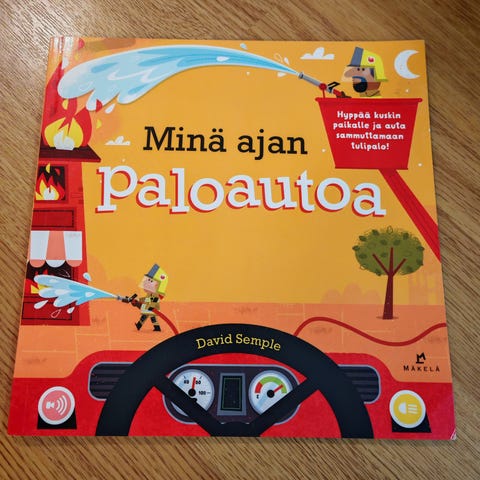 Minä ajan
paloautoa
Hyppää kuskin
paikalle ja auta
sammuttamaan
tulipalo!
David Semple
MÄKELÄ